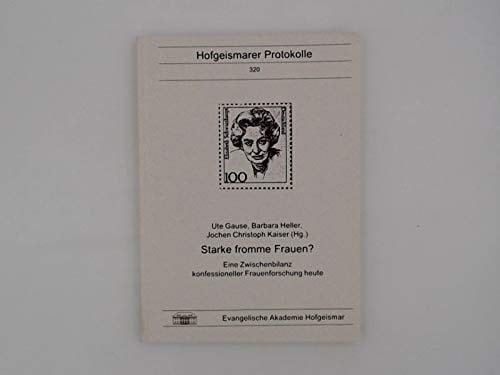 Hofgeismarer Protokolle
320
Deutschland
100
Ute Gause, Barbara Heller,
Jochen Christoph Kaiser (Hg.)
Starke fromme Frauen?
Eine Zwischenbilanz
konfessioneller Frauenforschung heute
Evangelische Akademie Hofgeismar